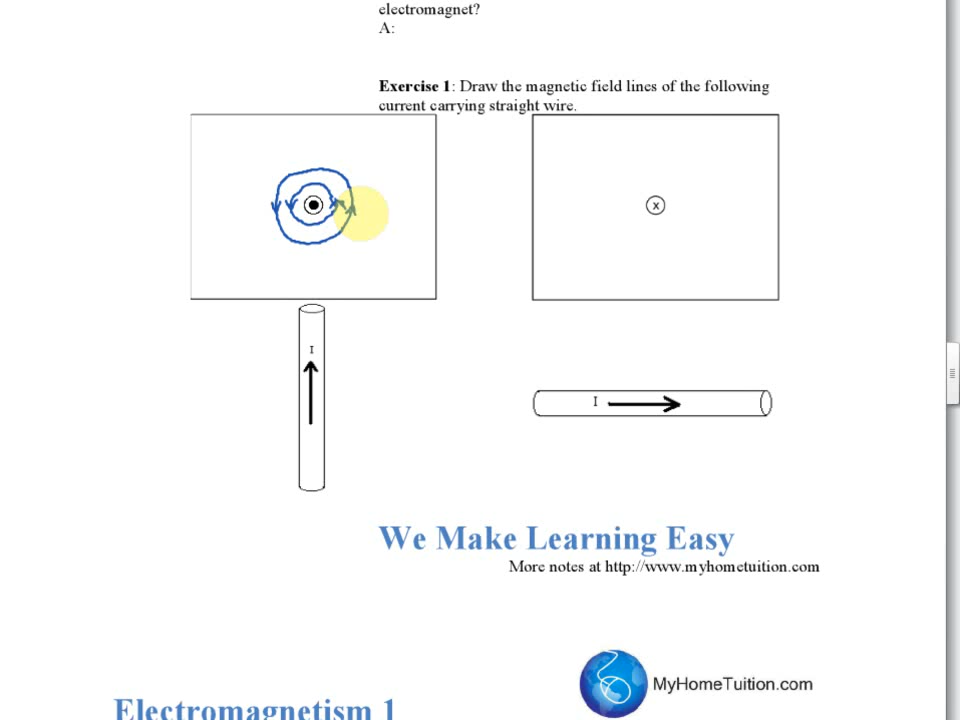 electromagnet?
A:
Exercise 1: Draw the magnetic field lines of the following
current carrying straight wire.
x
I
I
We Make Learning Easy
More notes at http://www.myhometuition.com
MyHomeTuition.com
Electromagnetism 1